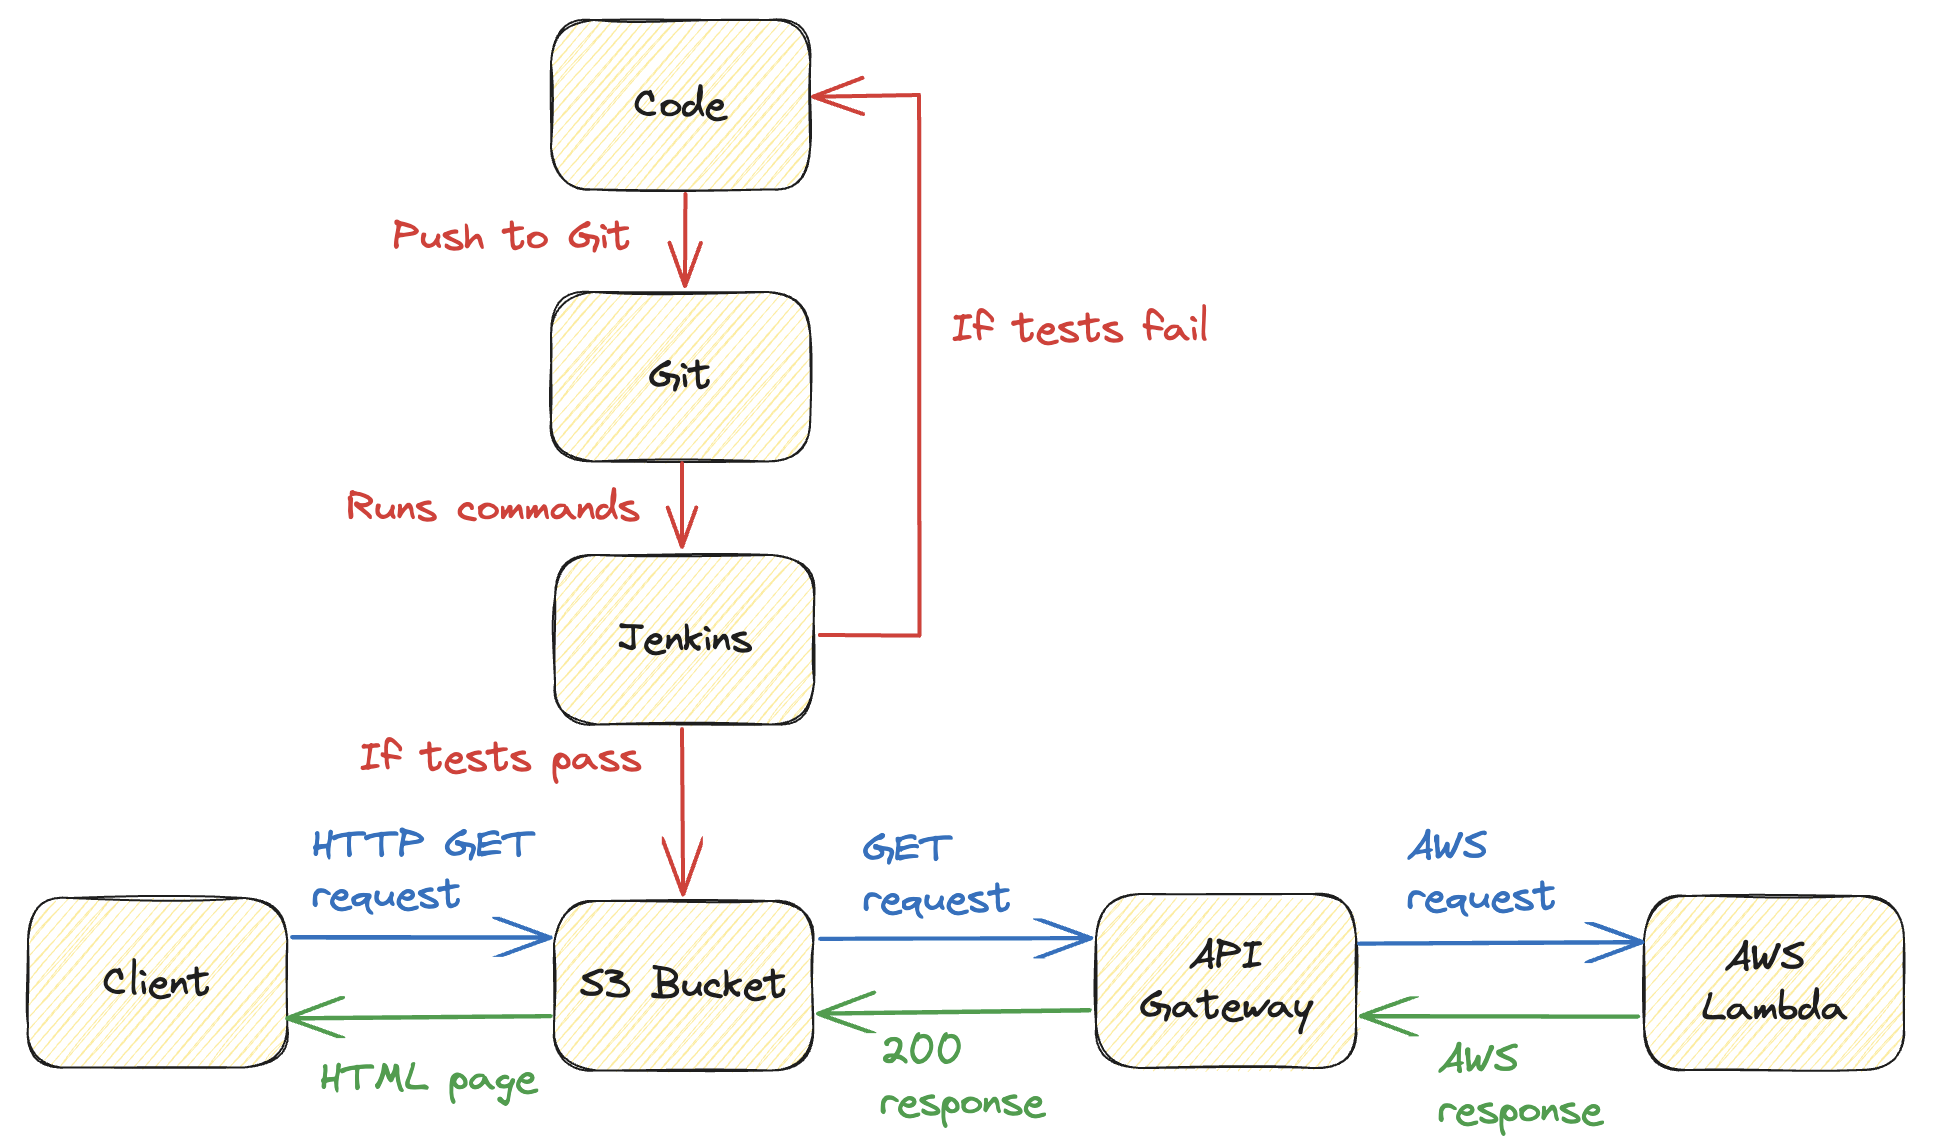 Code
Push to Git
Git
If tests fail
Runs commands
Jenkins
If tests pass
HTTP GET
request
GET
request
AWS
request
Client
S3 Bucket
API
Gateway
AWS
Lambda
HTML page
200
response
AWS
response